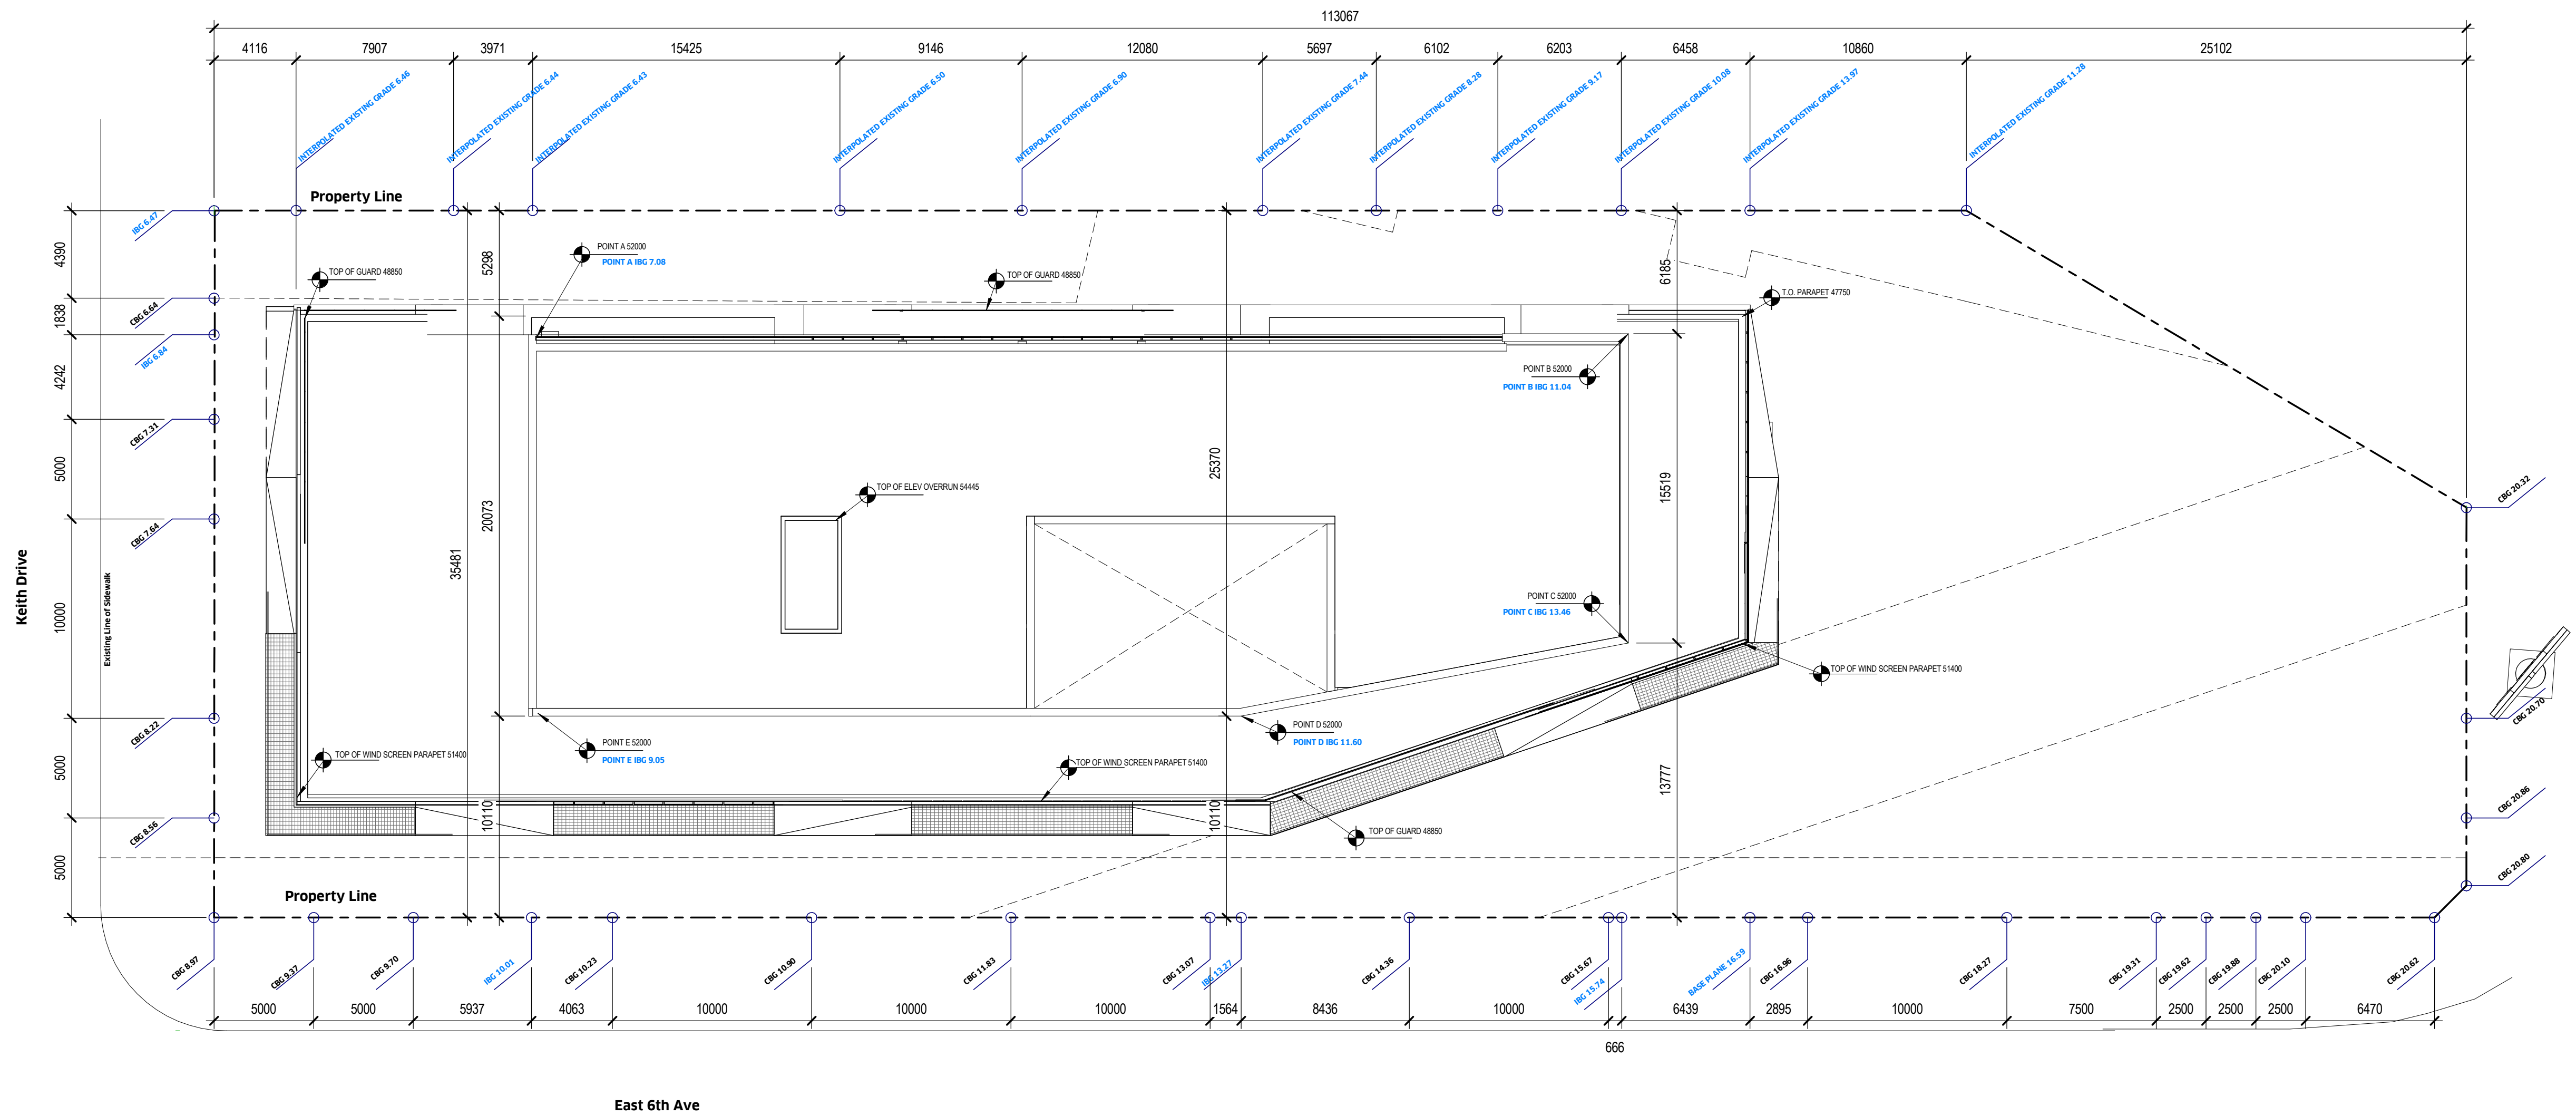 113067
4116 7907 3971 15425 9146 12080 5697 6102 6203 6458 10860 25102
INTERPOLATED EXISTING GRADE 6.46
INTERPOLATED EXISTING GRADE 6.44
INTERPOLATED EXISTING GRADE 6.43
INTERPOLATED EXISTING GRADE 6.50
INTERPOLATED EXISTING GRADE 6.90
INTERPOLATED EXISTING GRADE 7.44
INTERPOLATED EXISTING GRADE 8.28
INTERPOLATED EXISTING GRADE 9.17
INTERPOLATED EXISTING GRADE 10.08
INTERPOLATED EXISTING GRADE 13.97
INTERPOLATED EXISTING GRADE 11.28
Property Line
IBG 6.47
CBG 6.64
IBG 6.84
CBG 7.31
CBG 7.64
CBG 8.22
CBG 8.56
4390
1838
4242
5000
10000
5000
5000
Keith Drive
Existing Line of Sidewalk
TOP OF GUARD 48850
POINT A 52000
POINT A IBG 7.08
TOP OF GUARD 48850
T.O. PARAPET 47750
5298
6185
POINT B 52000
POINT B IBG 11.04
25370
15519
20073
35481
TOP OF ELEV OVERRUN 54445
CBG 20.32
POINT C 52000
POINT C IBG 13.46
TOP OF WIND SCREEN PARAPET 51400
CBG 20.70
POINT D 52000
POINT D IBG 11.60
POINT E 52000
POINT E IBG 9.05
TOP OF WIND SCREEN PARAPET 51400
TOP OF WIND SCREEN PARAPET 51400
13777
10110
10110
TOP OF GUARD 48850
CBG 20.86
CBG 20.80
Property Line
CBG 8.97
CBG 9.37
CBG 9.70
IBG 10.01
CBG 10.23
CBG 10.90
CBG 11.83
CBG 13.07
IBG 13.27
CBG 14.36
CBG 15.67
IBG 15.74
BASE PLANE 16.59
CBG 16.96
CBG 18.27
CBG 19.31
CBG 19.62
CBG 19.88
CBG 20.10
CBG 20.62
5000 5000 5937 4063 10000 10000 10000 1564 8436 10000 6439 2895 10000 7500 2500 2500 2500 6470
666
East 6th Ave